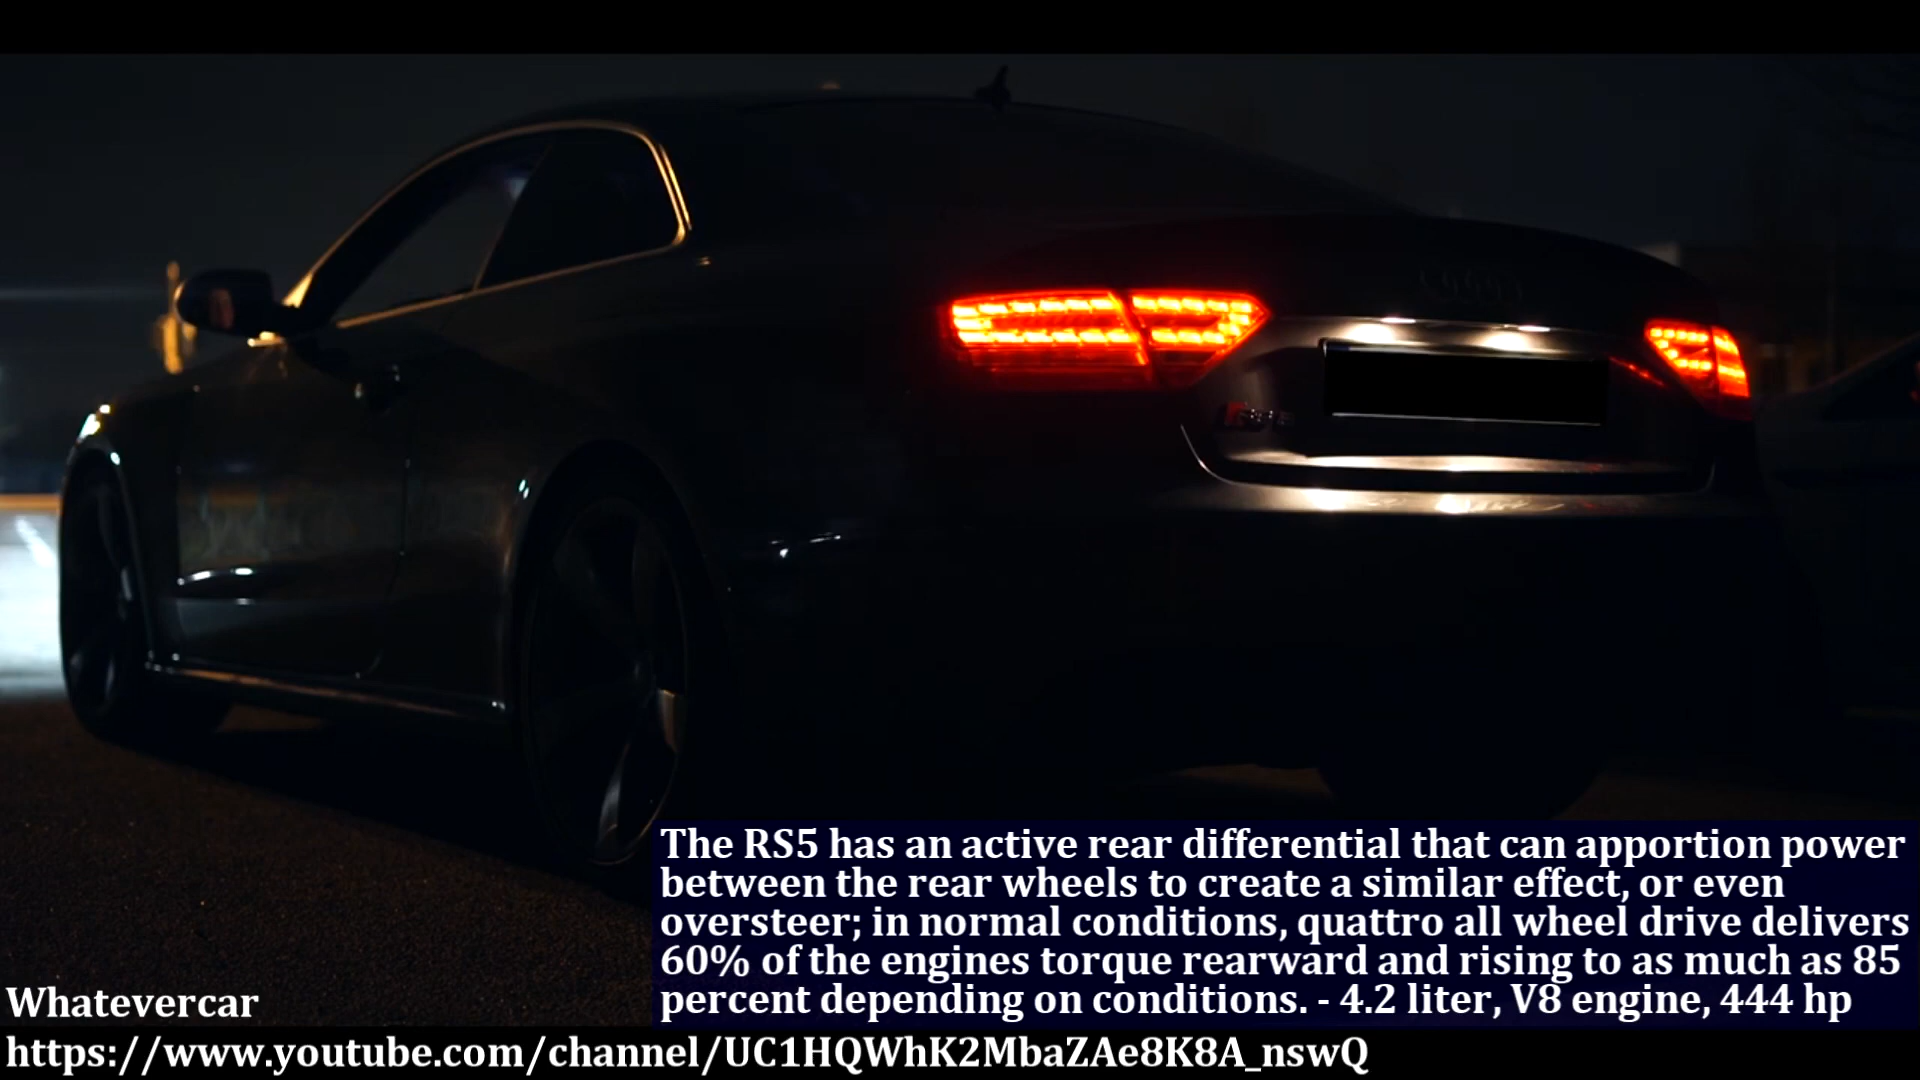 The RS5 has an active rear differential that can apportion power
between the rear wheels to create a similar effect, or even
oversteer; in normal conditions, quattro all wheel drive delivers
60% of the engines torque rearward and rising to as much as 85
percent depending on conditions. - 4.2 liter, V8 engine, 444 hp
Whatevercar
https://www.youtube.com/channel/UC1HQWhK2MbaZAe8K8A_nswQ